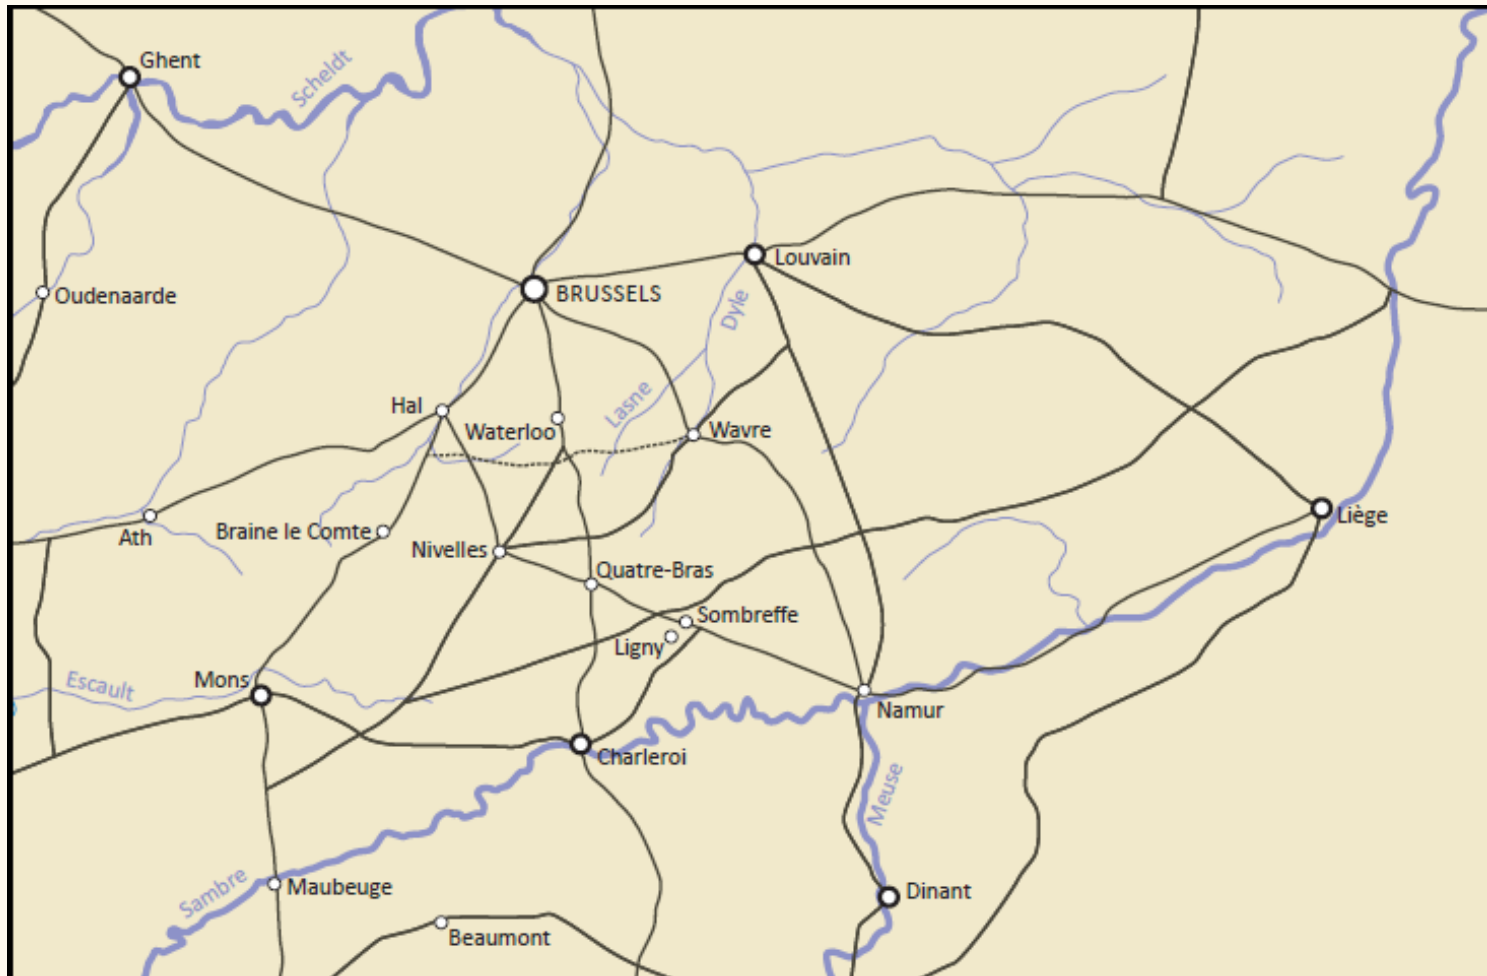 Ghent
Scheldt
Louvain
Oudenaarde
BRUSSELS
Dyle
Hal
Lasne
Waterloo
Wavre
Ath
Braine le Comte
Nivelles
Liège
Quatre-Bras
Sombreffe
Ligny
Mons
Escault
Namur
Charleroi
Meuse
Sambre
Maubeuge
Dinant
Beaumont